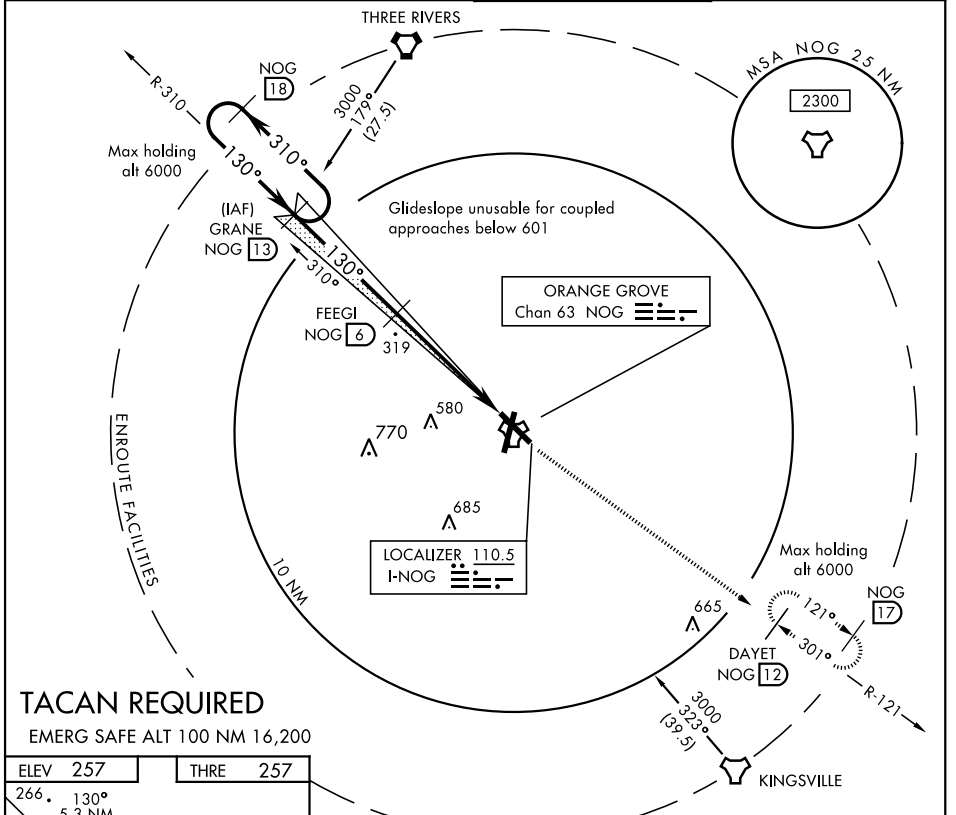 THREE RIVERS
NOG
18
R-310
3000
179°
(27.5)
MSA NOG 25 NM
2300
310°
130°
Max holding
alt 6000
(IAF)
GRANE
NOG 13
Glideslope unusable for coupled
approaches below 601
130°
310°
ORANGE GROVE
Chan 63 NOG
FEEGI
NOG 6
319
580
770
685
ENROUTE FACILITIES
LOCALIZER 110.5
I-NOG
10 NM
Max holding
alt 6000
NOG
17
121°
301°
665
DAYET
NOG 12
R-121
3000
323°
(39.5)
KINGSVILLE
TACAN REQUIRED
EMERG SAFE ALT 100 NM 16,200
ELEV 257
THRE 257
266
130°
5.3 NM